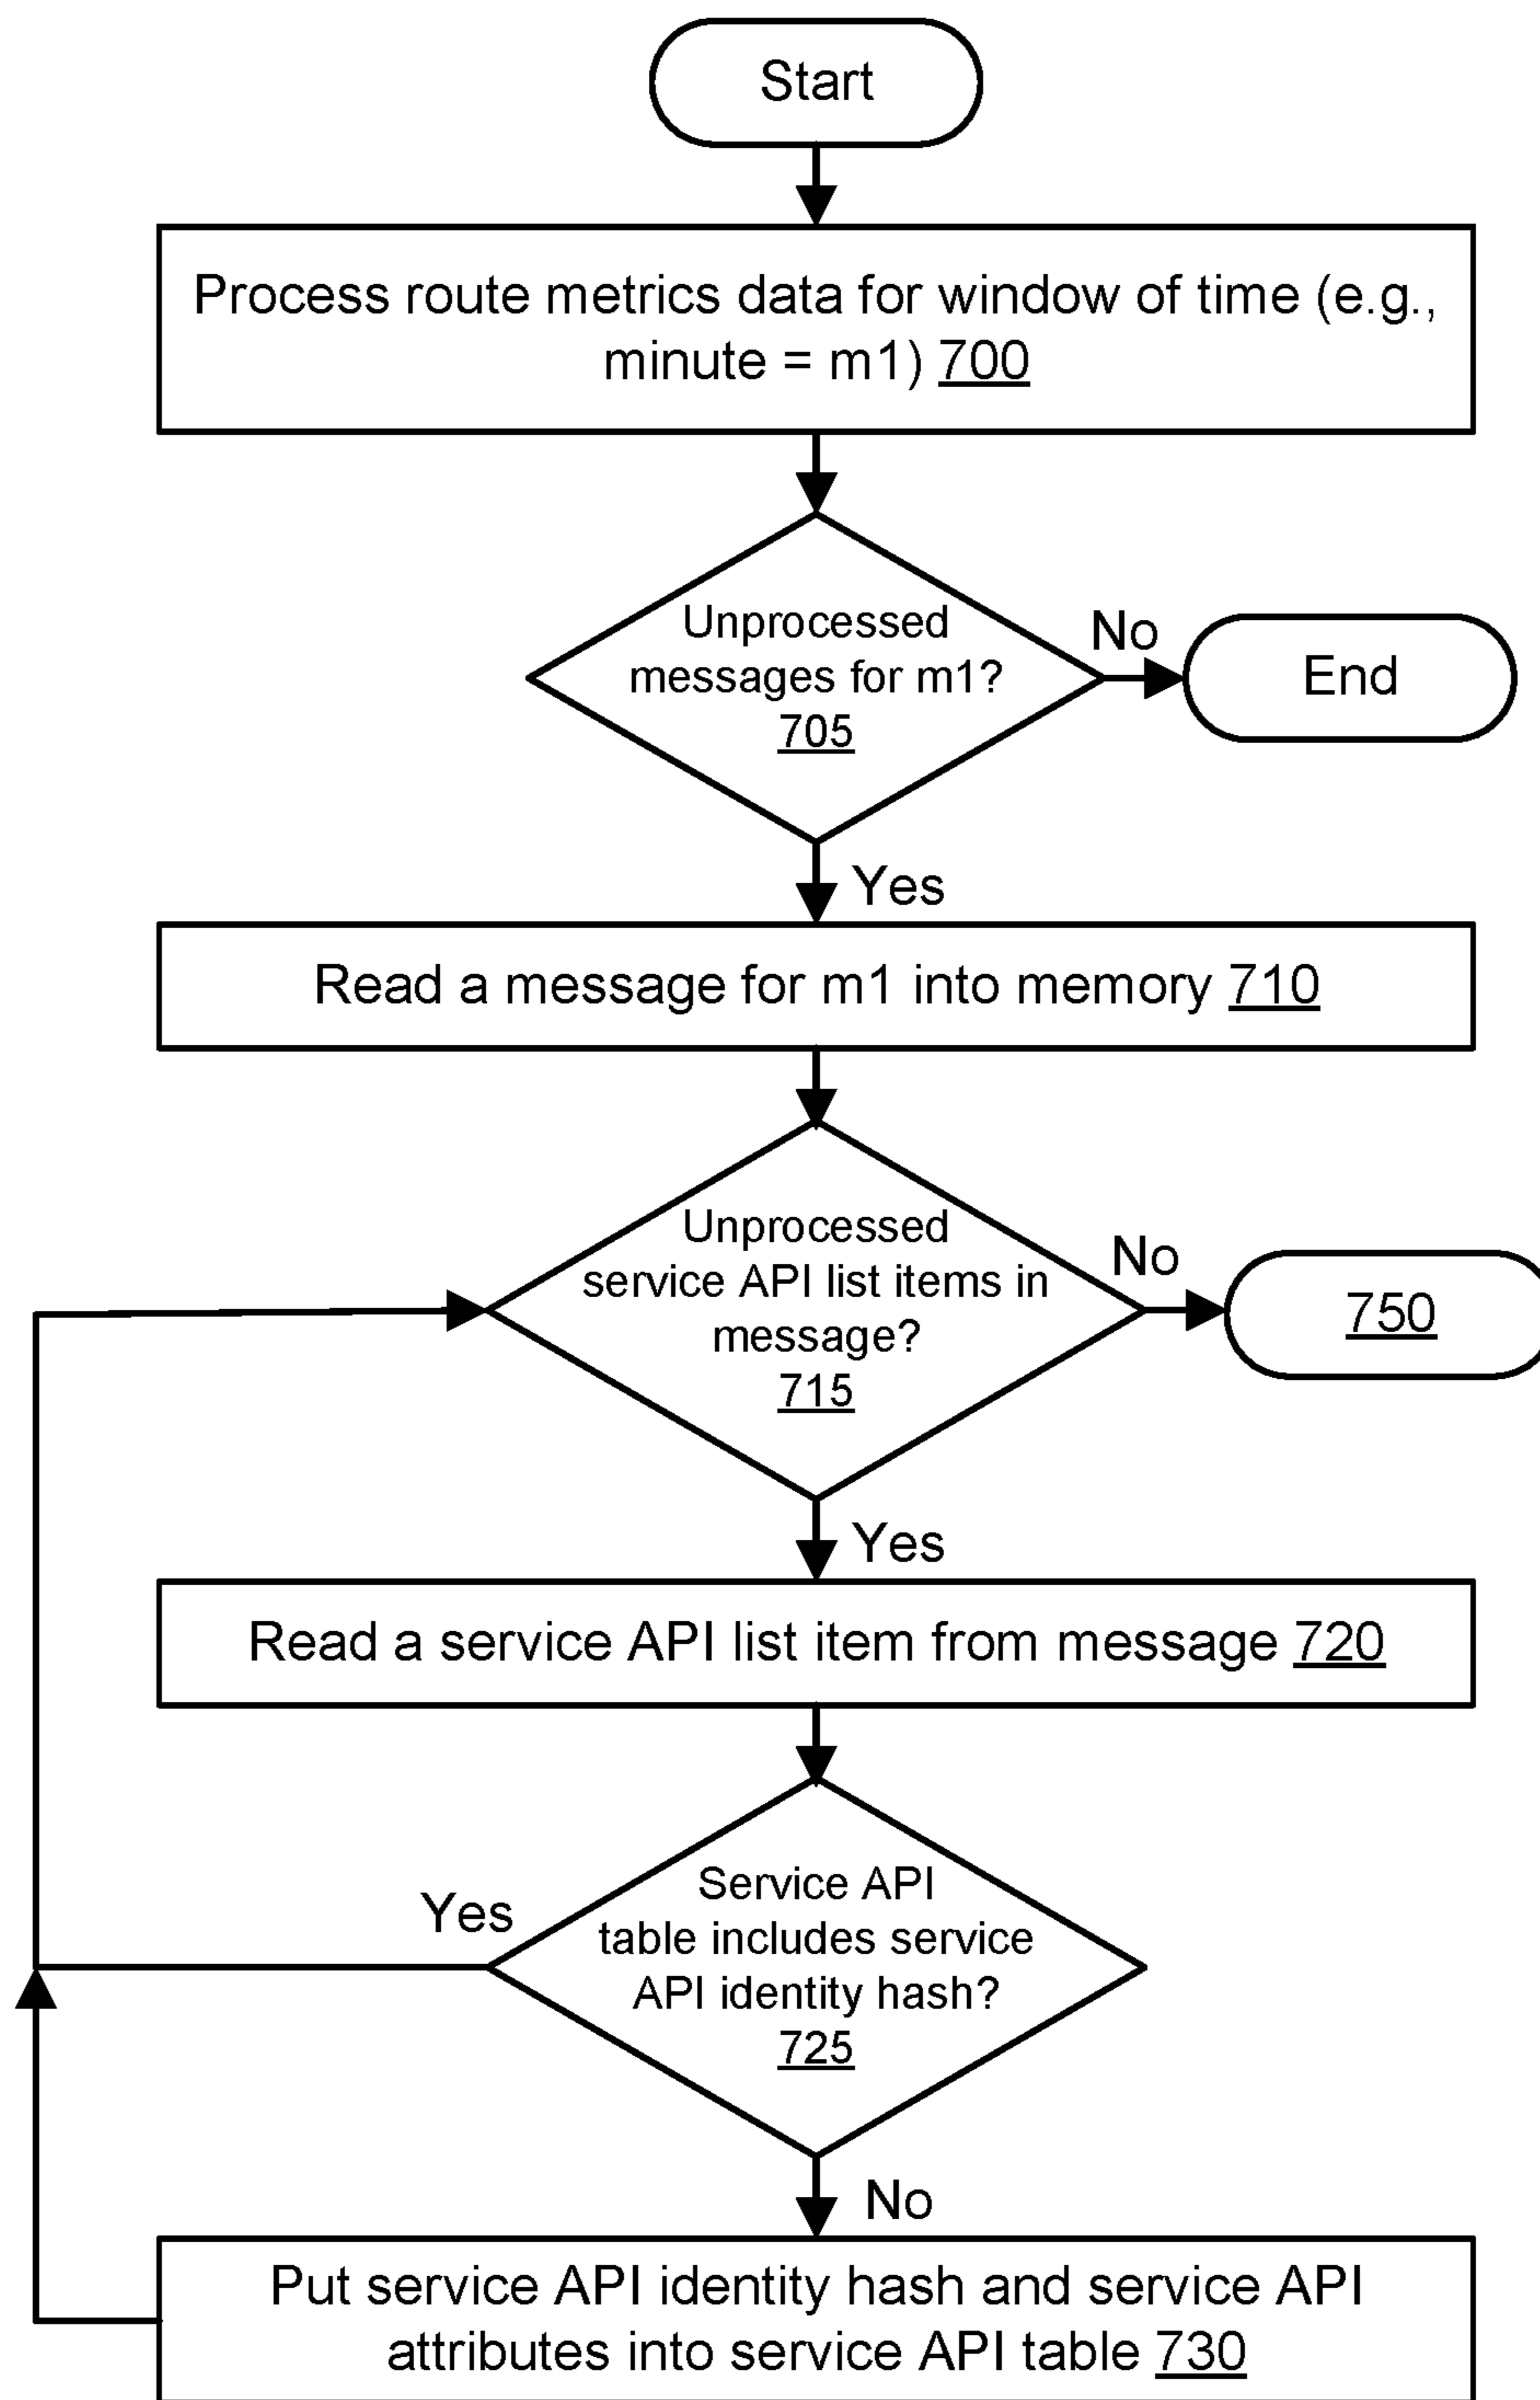 Start
Process route metrics data for window of time (e.g.,
minute = m1) 700
Unprocessed
messages for m1?
705
No
End
Yes
Read a message for m1 into memory 710
Unprocessed
service API list items in
message?
715
No
750
Yes
Read a service API list item from message 720
Service API
table includes service
API identity hash?
725
Yes
No
Put service API identity hash and service API
attributes into service API table 730